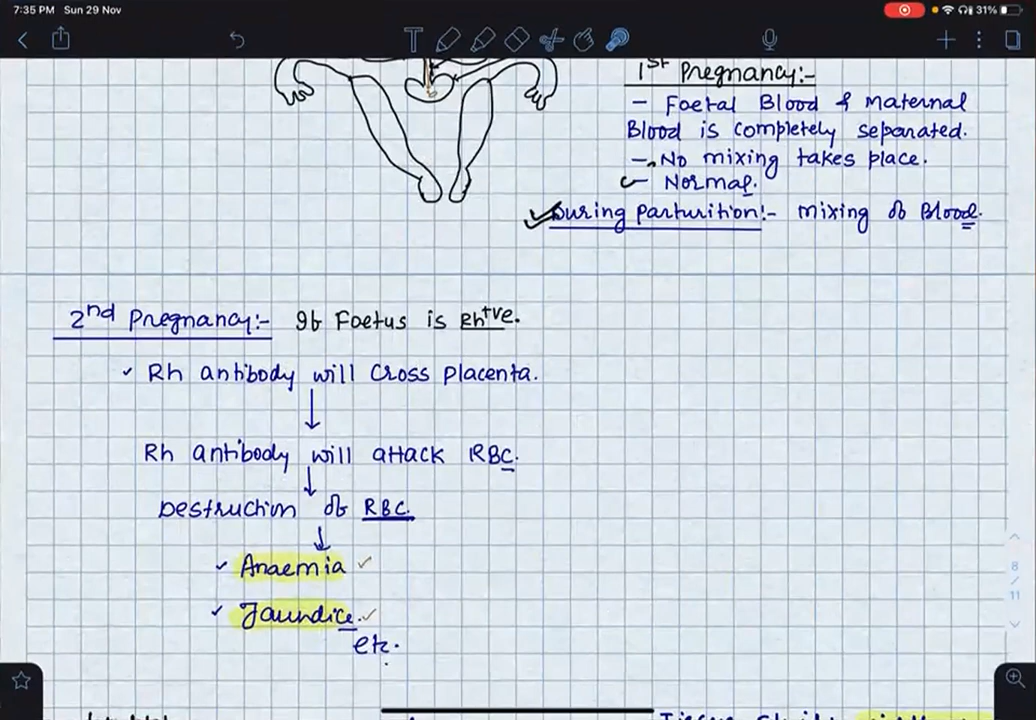 7:35 PM Sun 29 Nov
31%
1st Pregnancy:-
- Foetal Blood & maternal
Blood is completely separated.
- No mixing takes place.
- Normal.
During Parturition:- mixing of Blood.
2nd Pregnancy:- If Foetus is Rh+ve.
✓ Rh antibody will cross placenta.
↓
Rh antibody will attack RBC.
↓
Destruction of RBC.
↓
✓ Anaemia ✓
✓ Jaundice. ✓
etc.
8
/
11